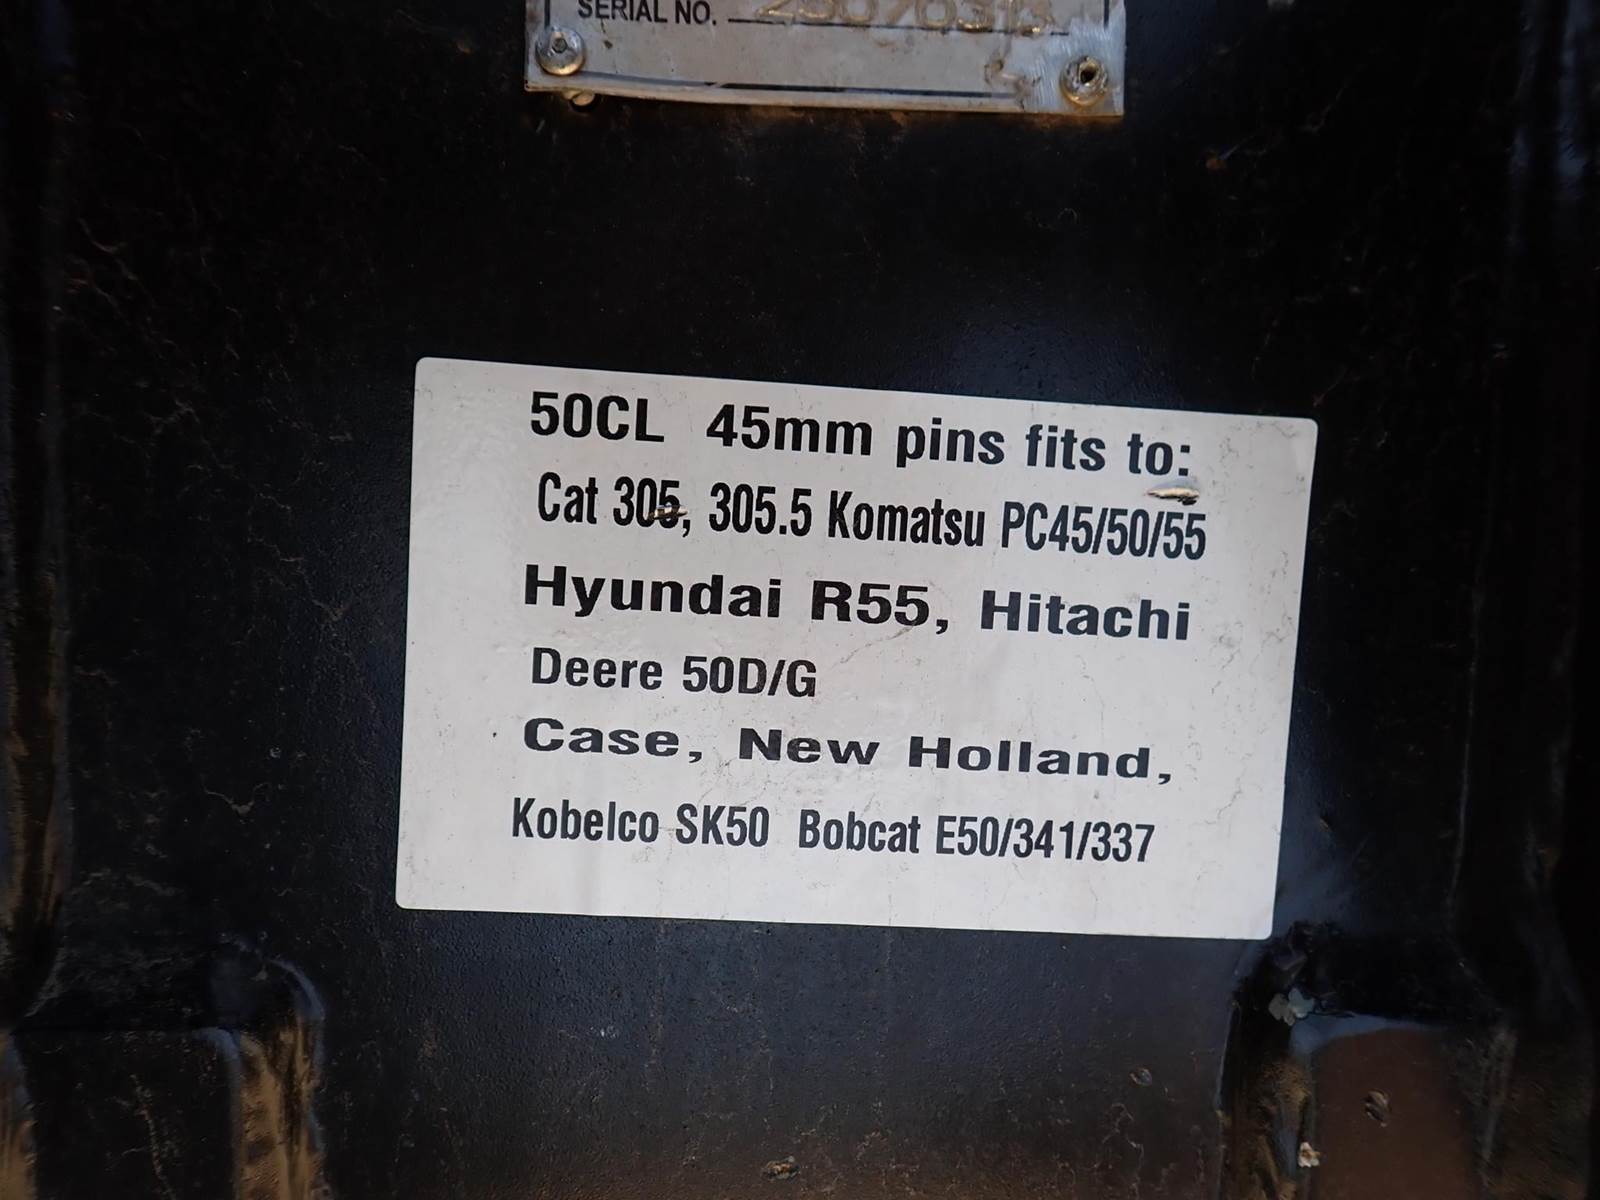 SERIAL NO.
50CL 45mm pins fits to:
Cat 305, 305.5 Komatsu PC45/50/55
Hyundai R55, Hitachi
Deere 50D/G
Case, New Holland,
Kobelco SK50 Bobcat E50/341/337